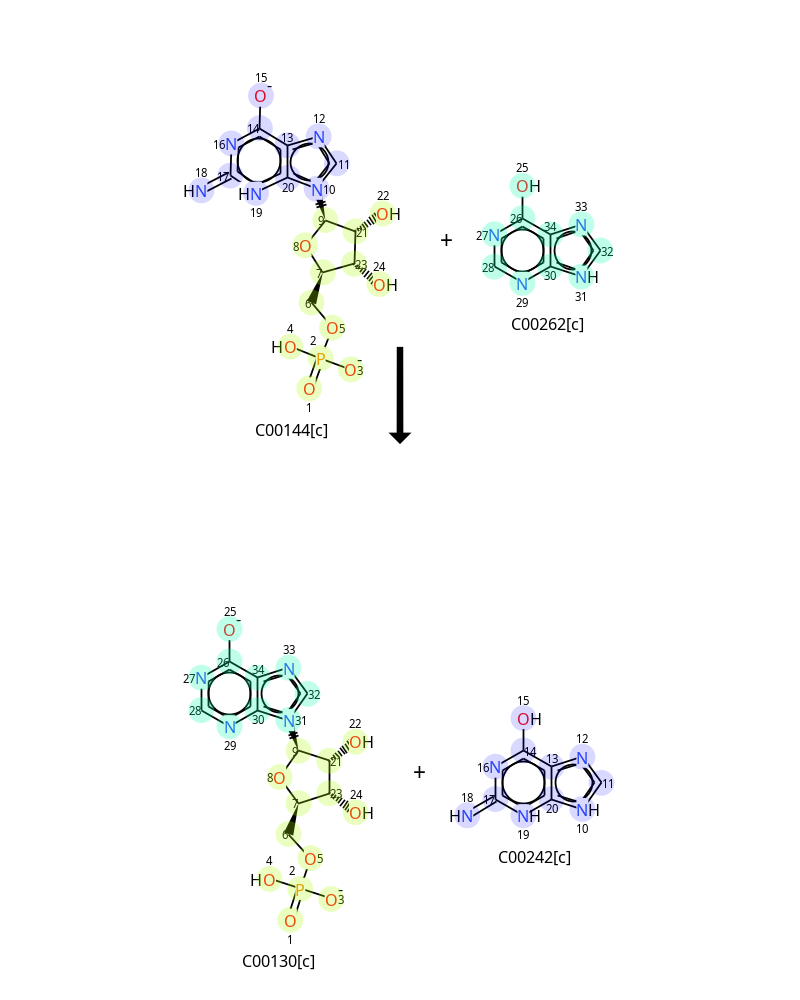 15
O-
12
14
13
16 N
N
11
18
17
HN
HN
20
N 10
19
22
9
OH
21
8 O
7
23
24
OH
6
O 5
4
2
HO
P
O- 3
O
1
C00144[c]
+
25
OH
33
26
27 N
34
N
32
28
N
30
NH
29
31
C00262[c]
25
O-
33
26
27 N
34
N
28
32
N
30
N 31
29
22
9
OH
21
8 O
7
23
24
OH
6
O 5
4
2
HO
P
O- 3
O
1
C00130[c]
+
15
OH
12
14
13
16 N
N
11
18
17
HN
NH
20
NH
19
10
C00242[c]